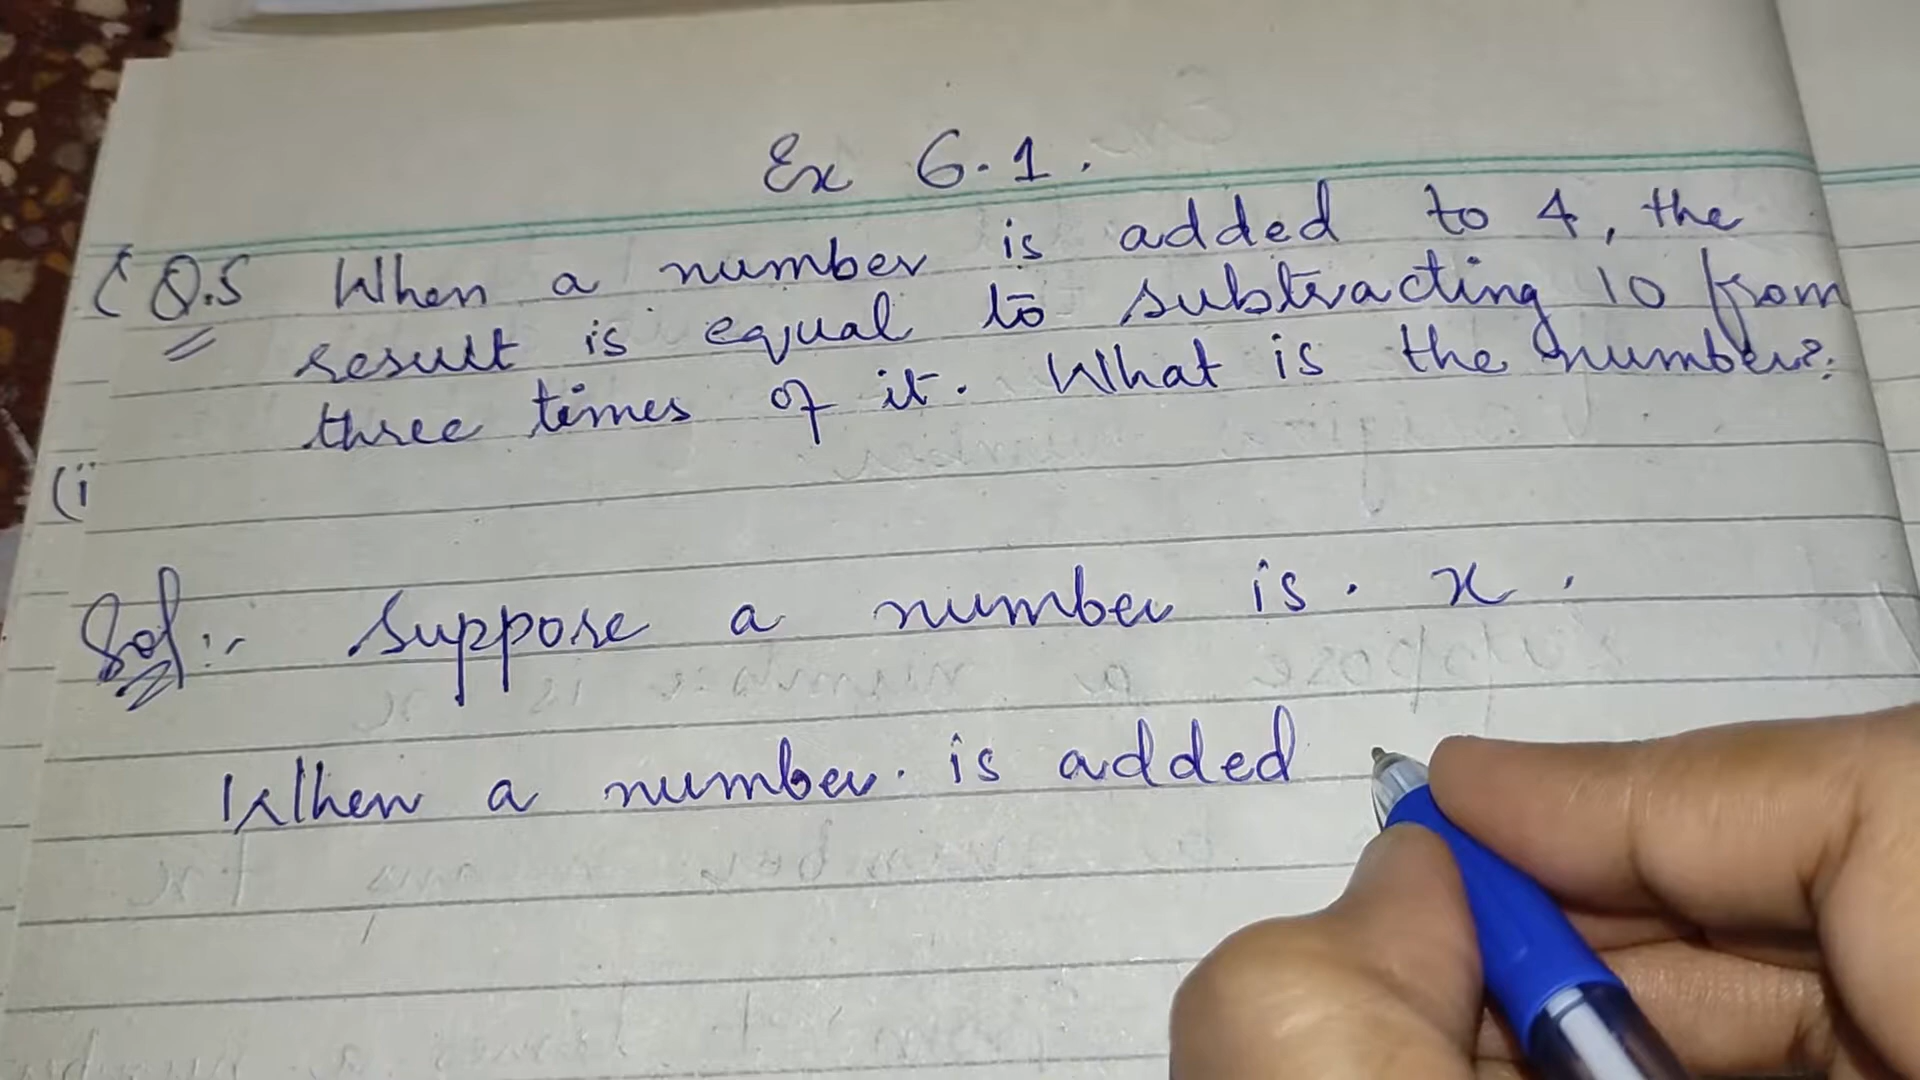 Ex 6.1.
Q.5 When a number is added to 4, the
result is equal to subtracting 10 from
three times of it. What is the number?
(i
Sol:- Suppose a number is. x.
When a number. is added